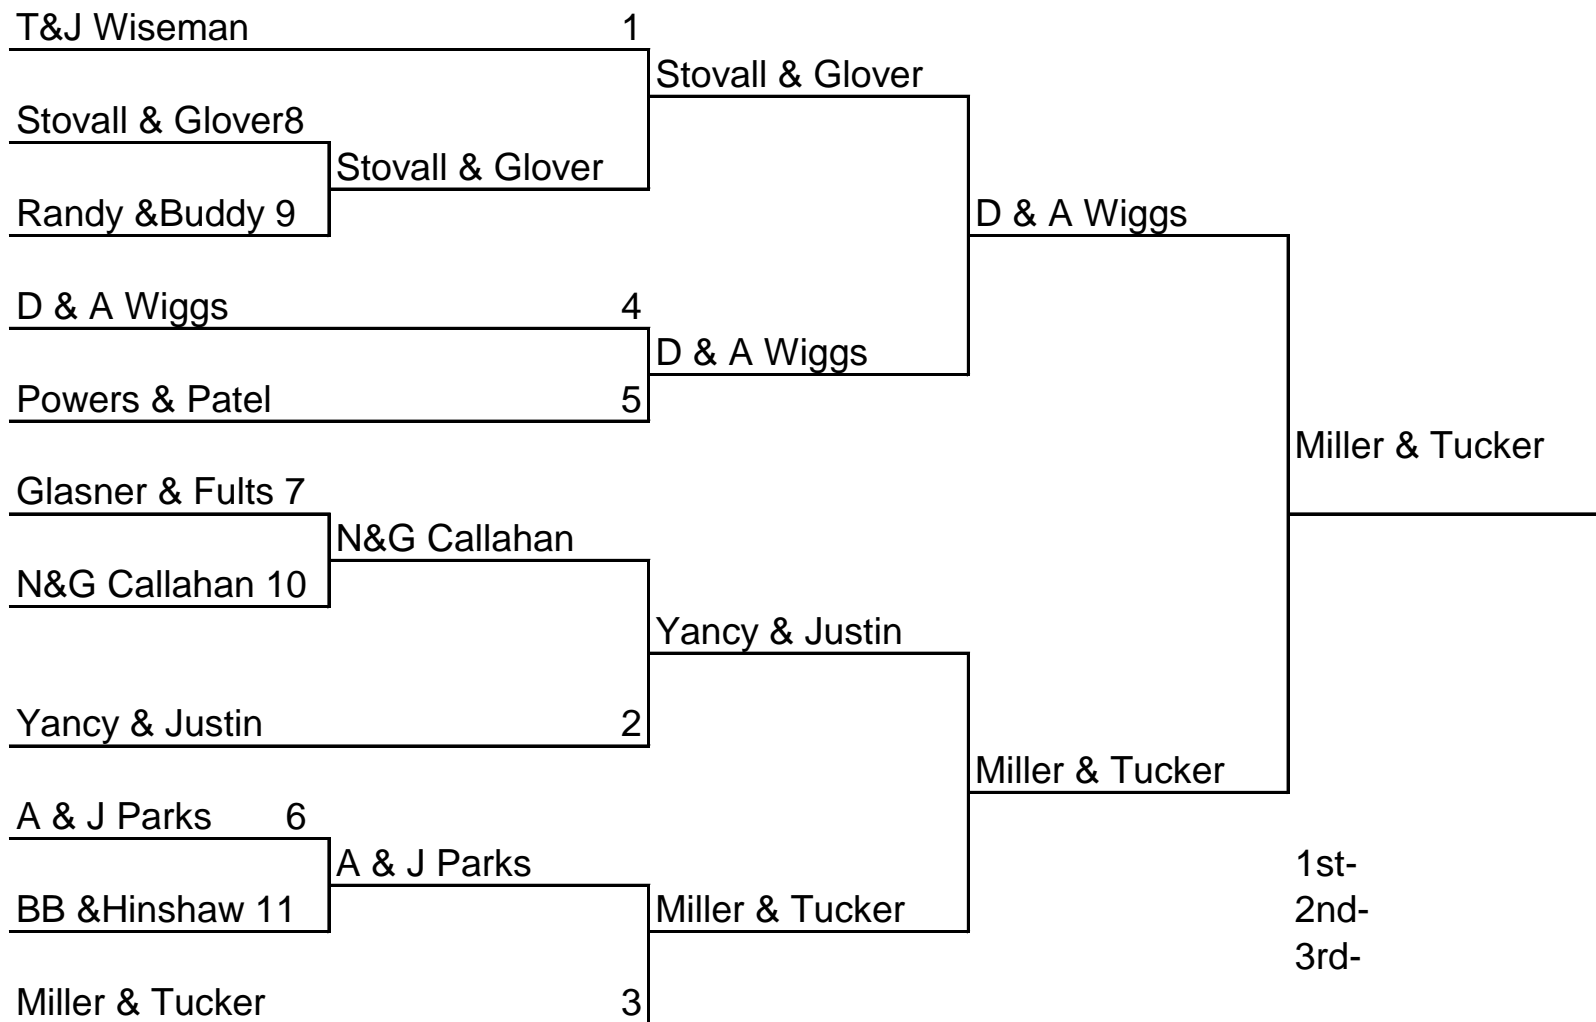 T&J Wiseman 1
Stovall & Glover
Stovall & Glover8
Stovall & Glover
Randy &Buddy 9
D & A Wiggs
D & A Wiggs 4
D & A Wiggs
Powers & Patel 5
Miller & Tucker
Glasner & Fults 7
N&G Callahan
N&G Callahan 10
Yancy & Justin
Yancy & Justin 2
Miller & Tucker
A & J Parks 6
A & J Parks
1st-
BB &Hinshaw 11
Miller & Tucker
2nd-
3rd-
Miller & Tucker 3